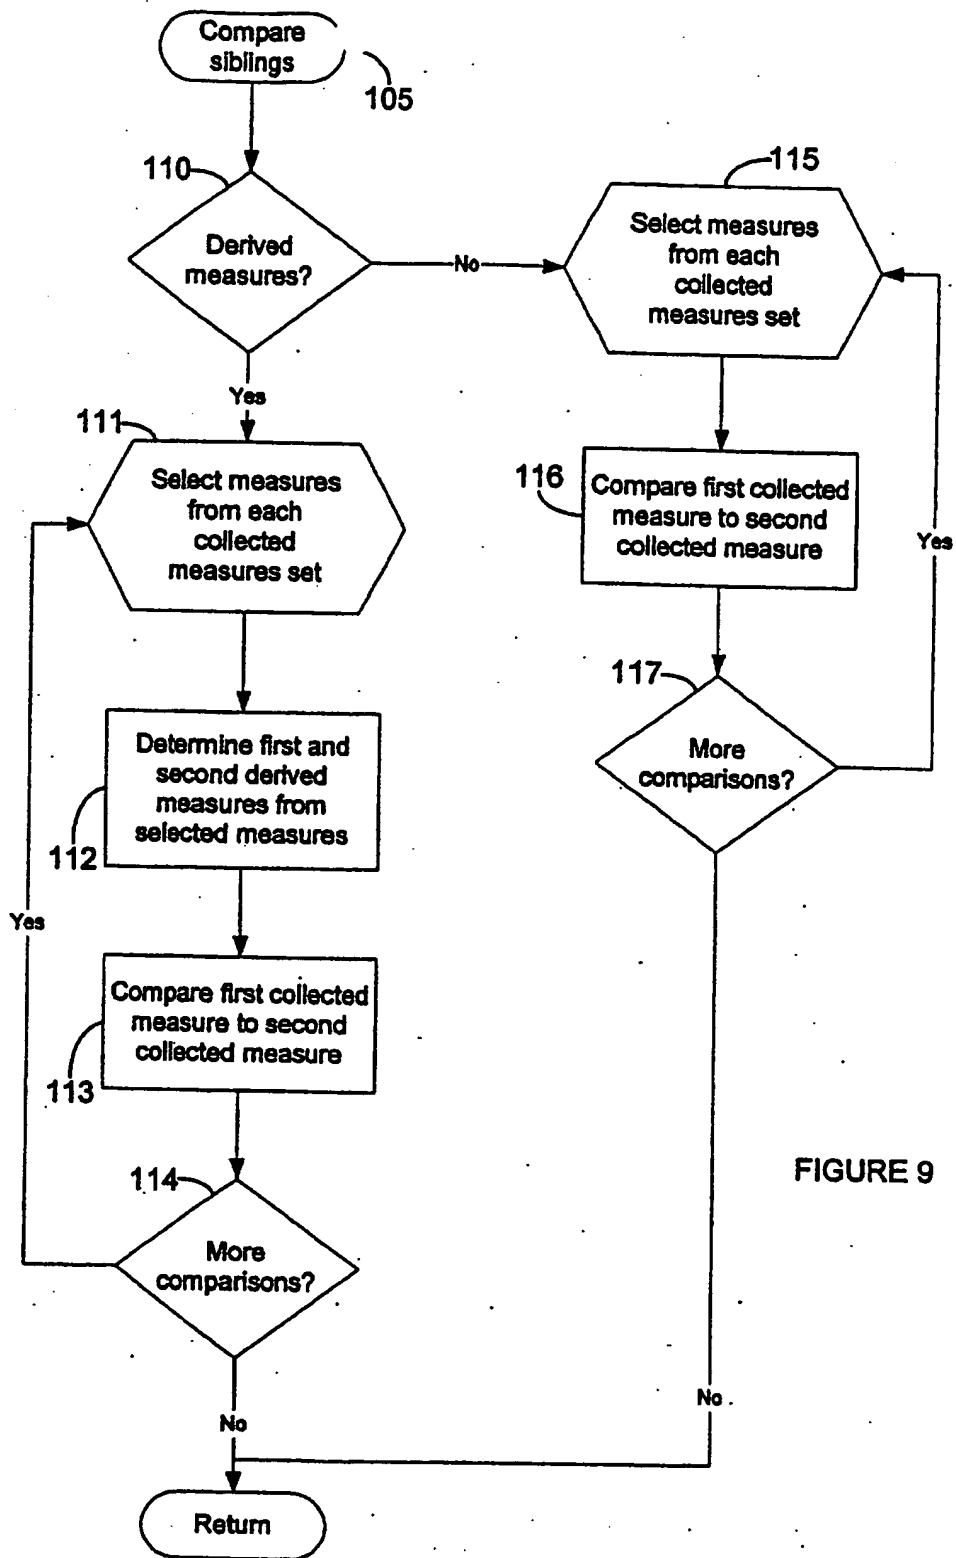 Compare
siblings
105
110
Derived
measures?
No
Yes
115
Select measures
from each
collected
measures set
111
Select measures
from each
collected
measures set
116
Compare first collected
measure to second
collected measure
Yes
117
More
comparisons?
Determine first and
second derived
measures from
selected measures
112
Yes
Compare first collected
measure to second
collected measure
113
114
More
comparisons?
FIGURE 9
No
No
Return